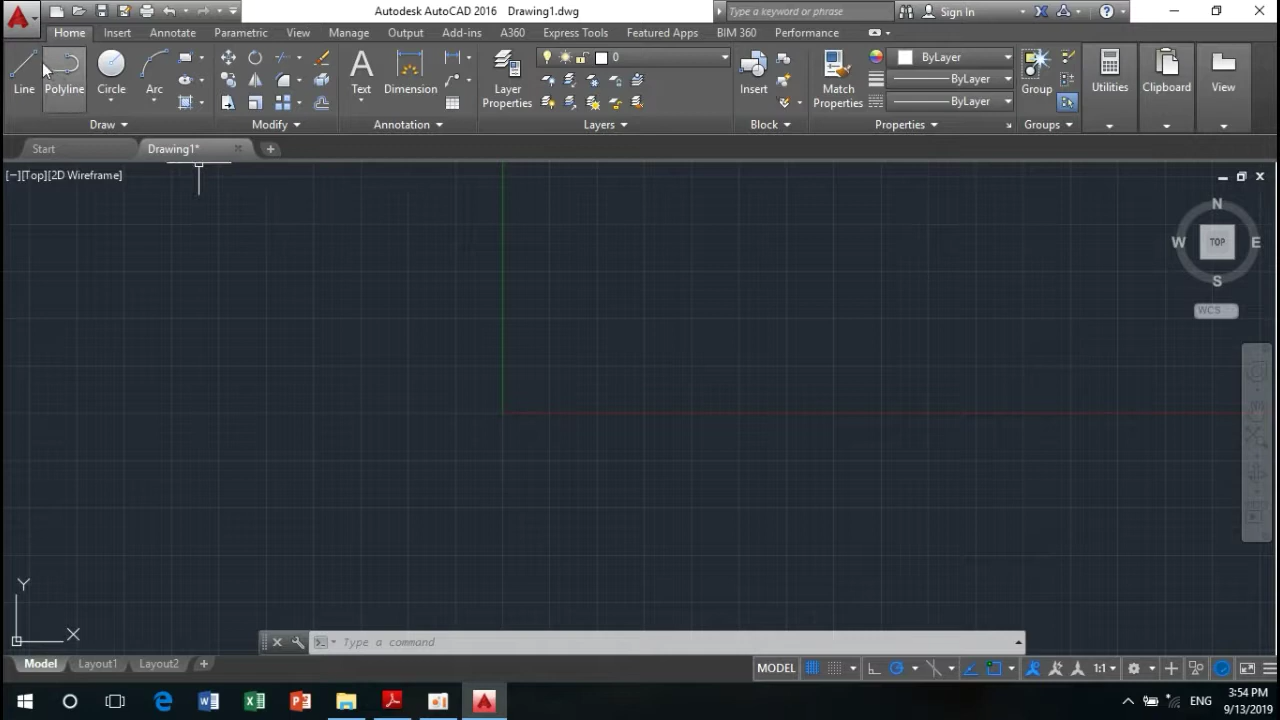 Autodesk AutoCAD 2016 Drawing1.dwg
Type a keyword or phrase
Sign In
Home Insert Annotate Parametric View Manage Output Add-ins A360 Express Tools Featured Apps BIM 360 Performance
Line Polyline Circle Arc
Text Dimension
Layer Properties
0
Insert
Match Properties
ByLayer
ByLayer
ByLayer
Group
Utilities
Clipboard
View
Draw Modify Annotation Layers Block Properties Groups
Start Drawing1*
[−][Top][2D Wireframe]
N
W TOP E
S
WCS
Y
X
Type a command
Model Layout1 Layout2
MODEL 1:1
ENG
3:54 PM
9/13/2019